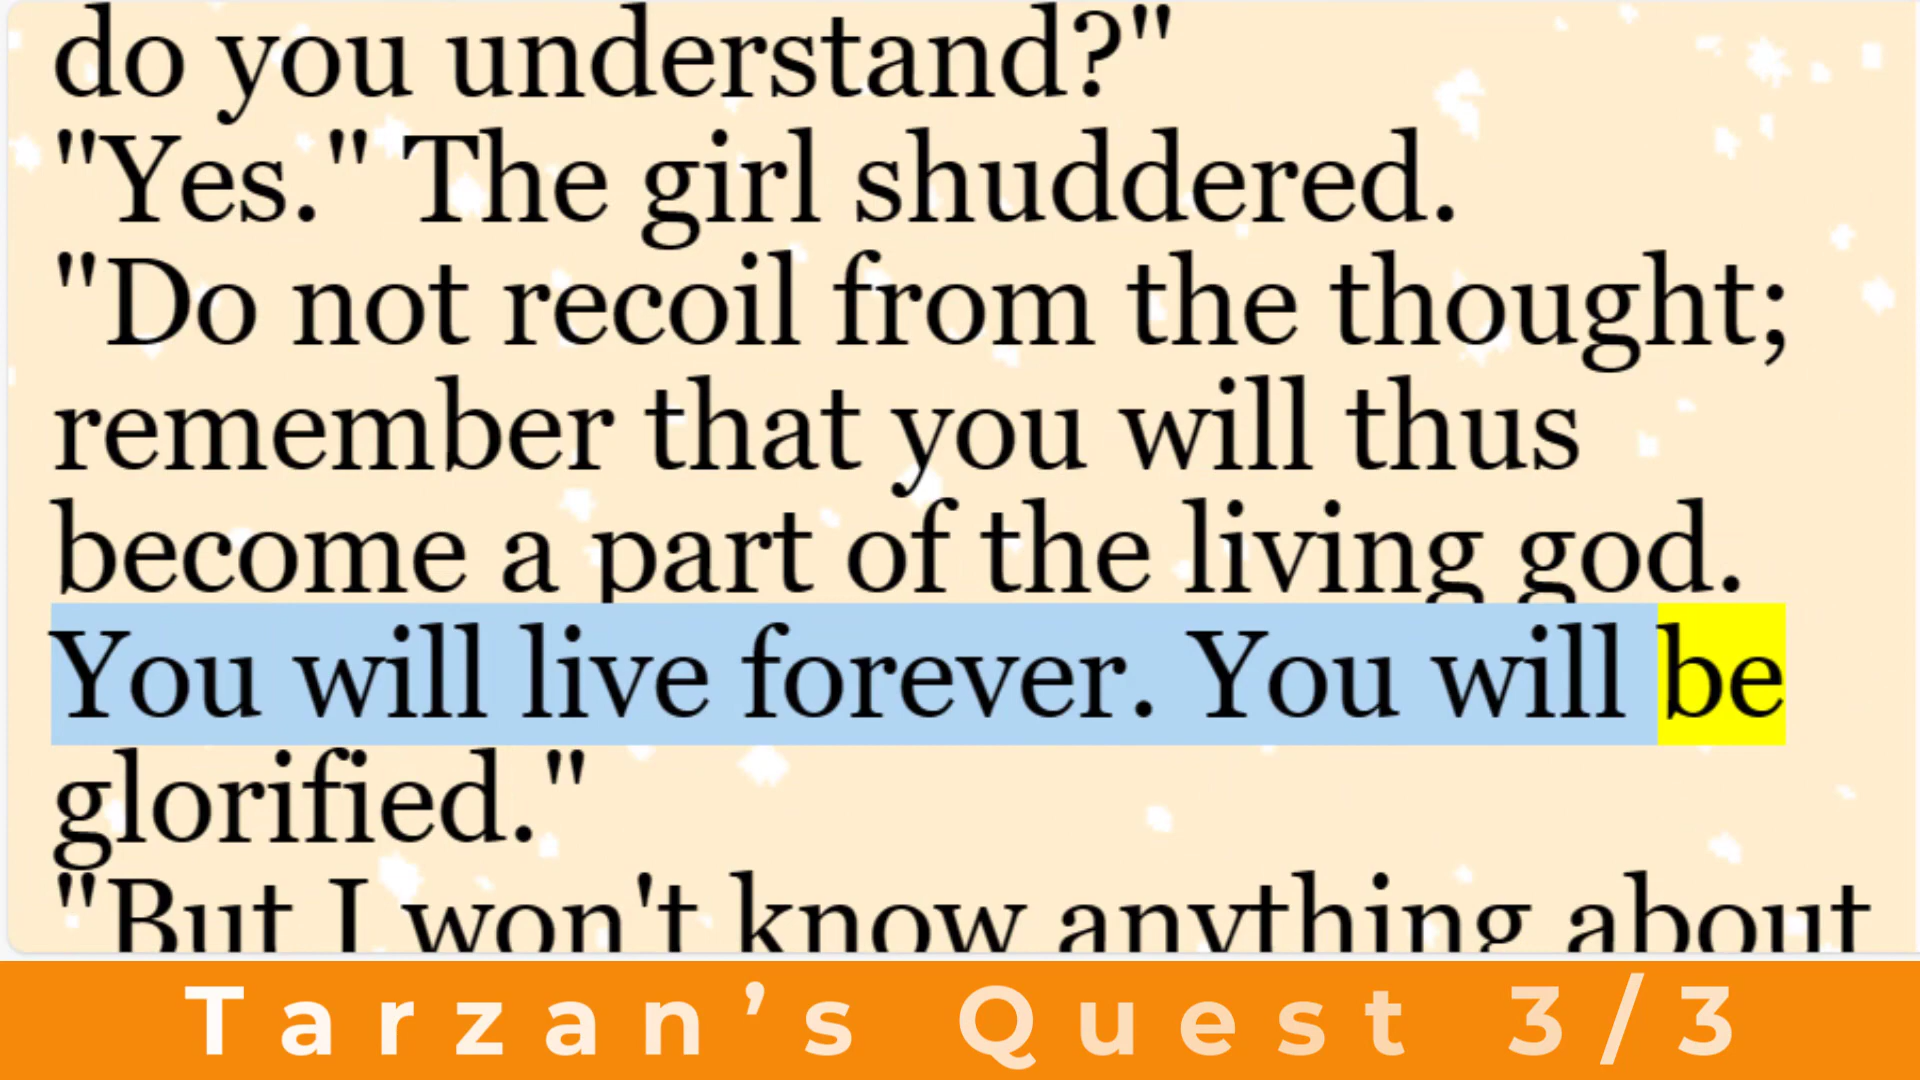 do you understand?"
"Yes." The girl shuddered.
"Do not recoil from the thought;
remember that you will thus
become a part of the living god.
You will live forever. You will be
glorified."
"But I won't know anything about
Tarzan’s Quest 3/3